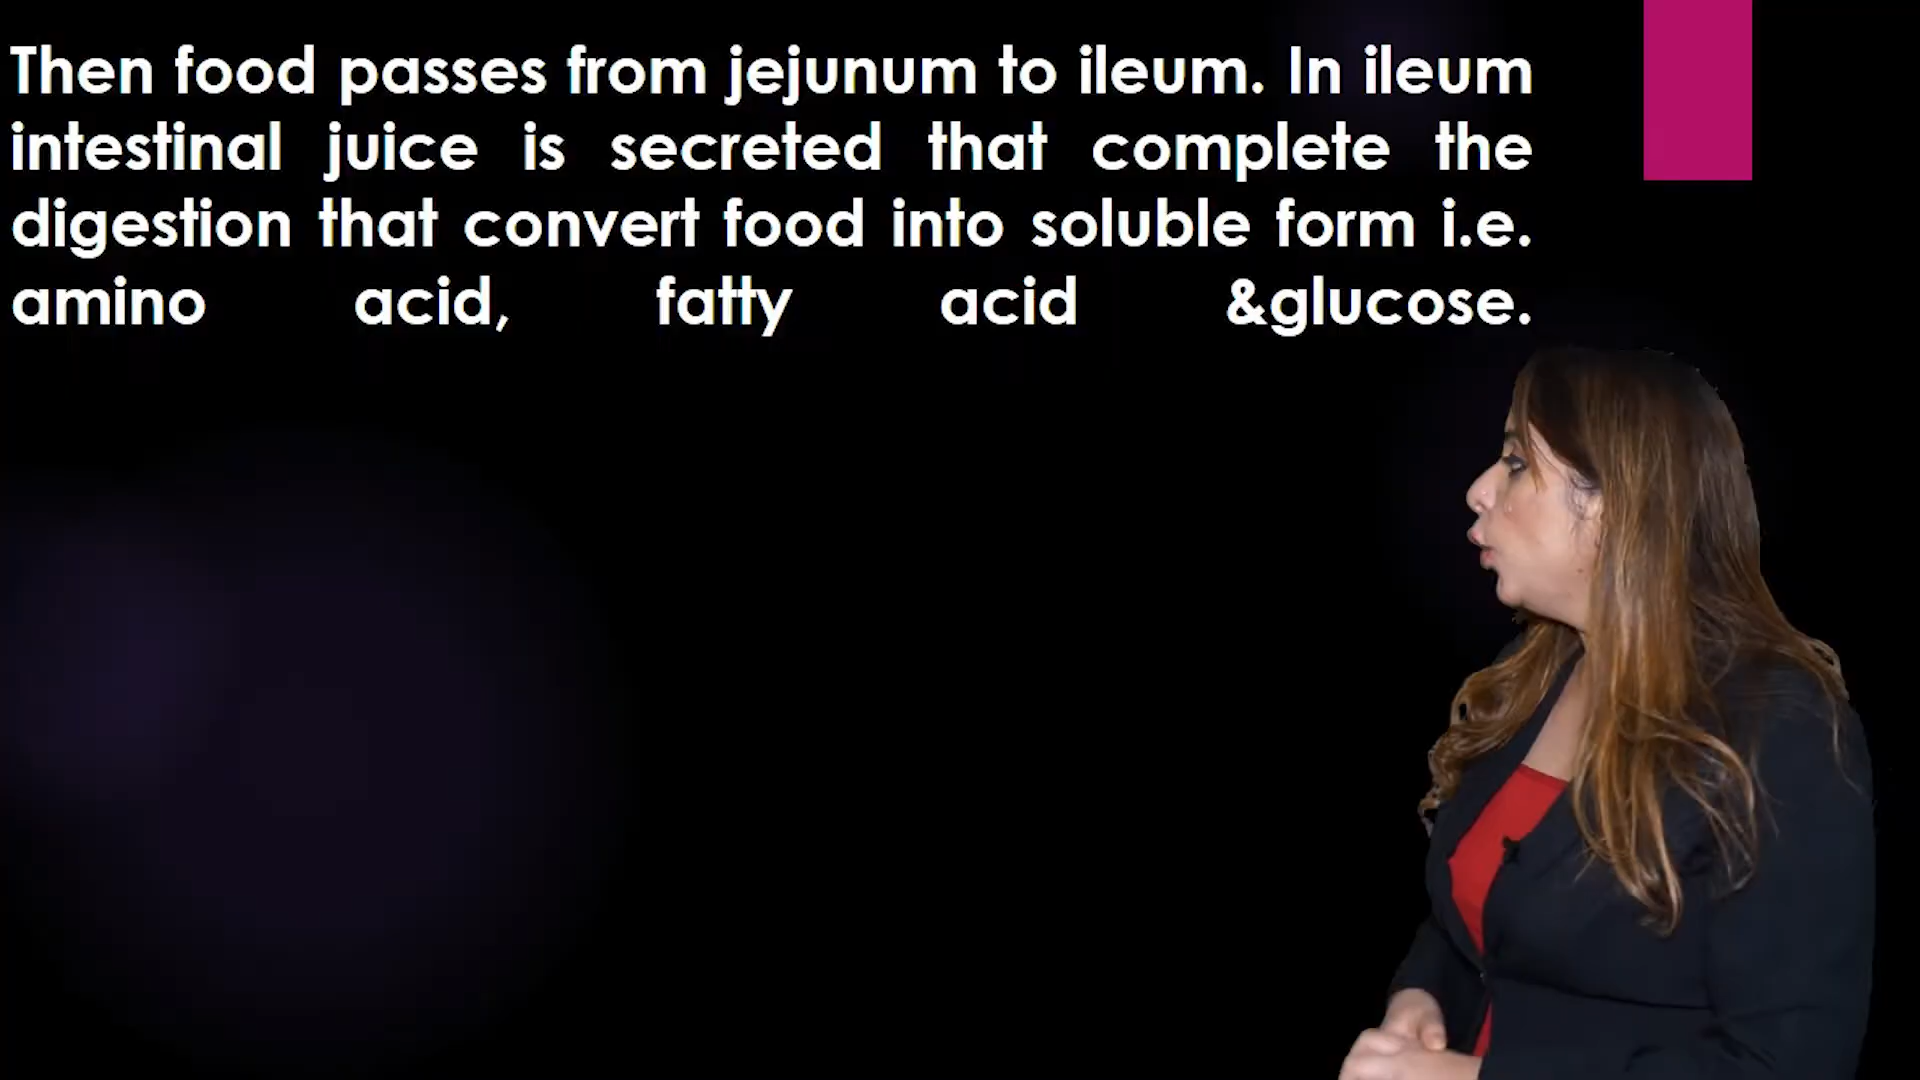 Then food passes from jejunum to ileum. In ileum
intestinal juice is secreted that complete the
digestion that convert food into soluble form i.e.
amino acid, fatty acid &glucose.